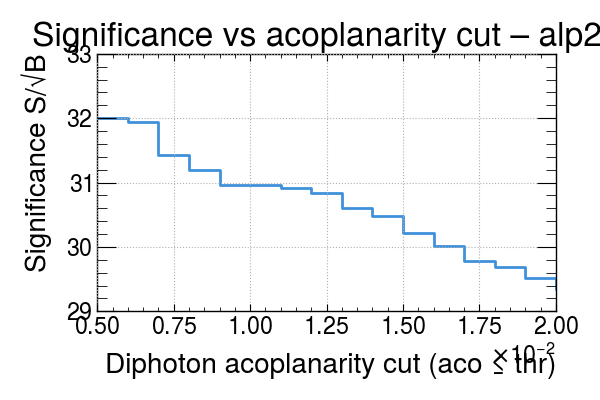 Significance vs acoplanarity cut – alp2
Significance S/√B
33
32
31
30
29
0.50 0.75 1.00 1.25 1.50 1.75 2.00
×10⁻²
Diphoton acoplanarity cut (aco ≤ thr)